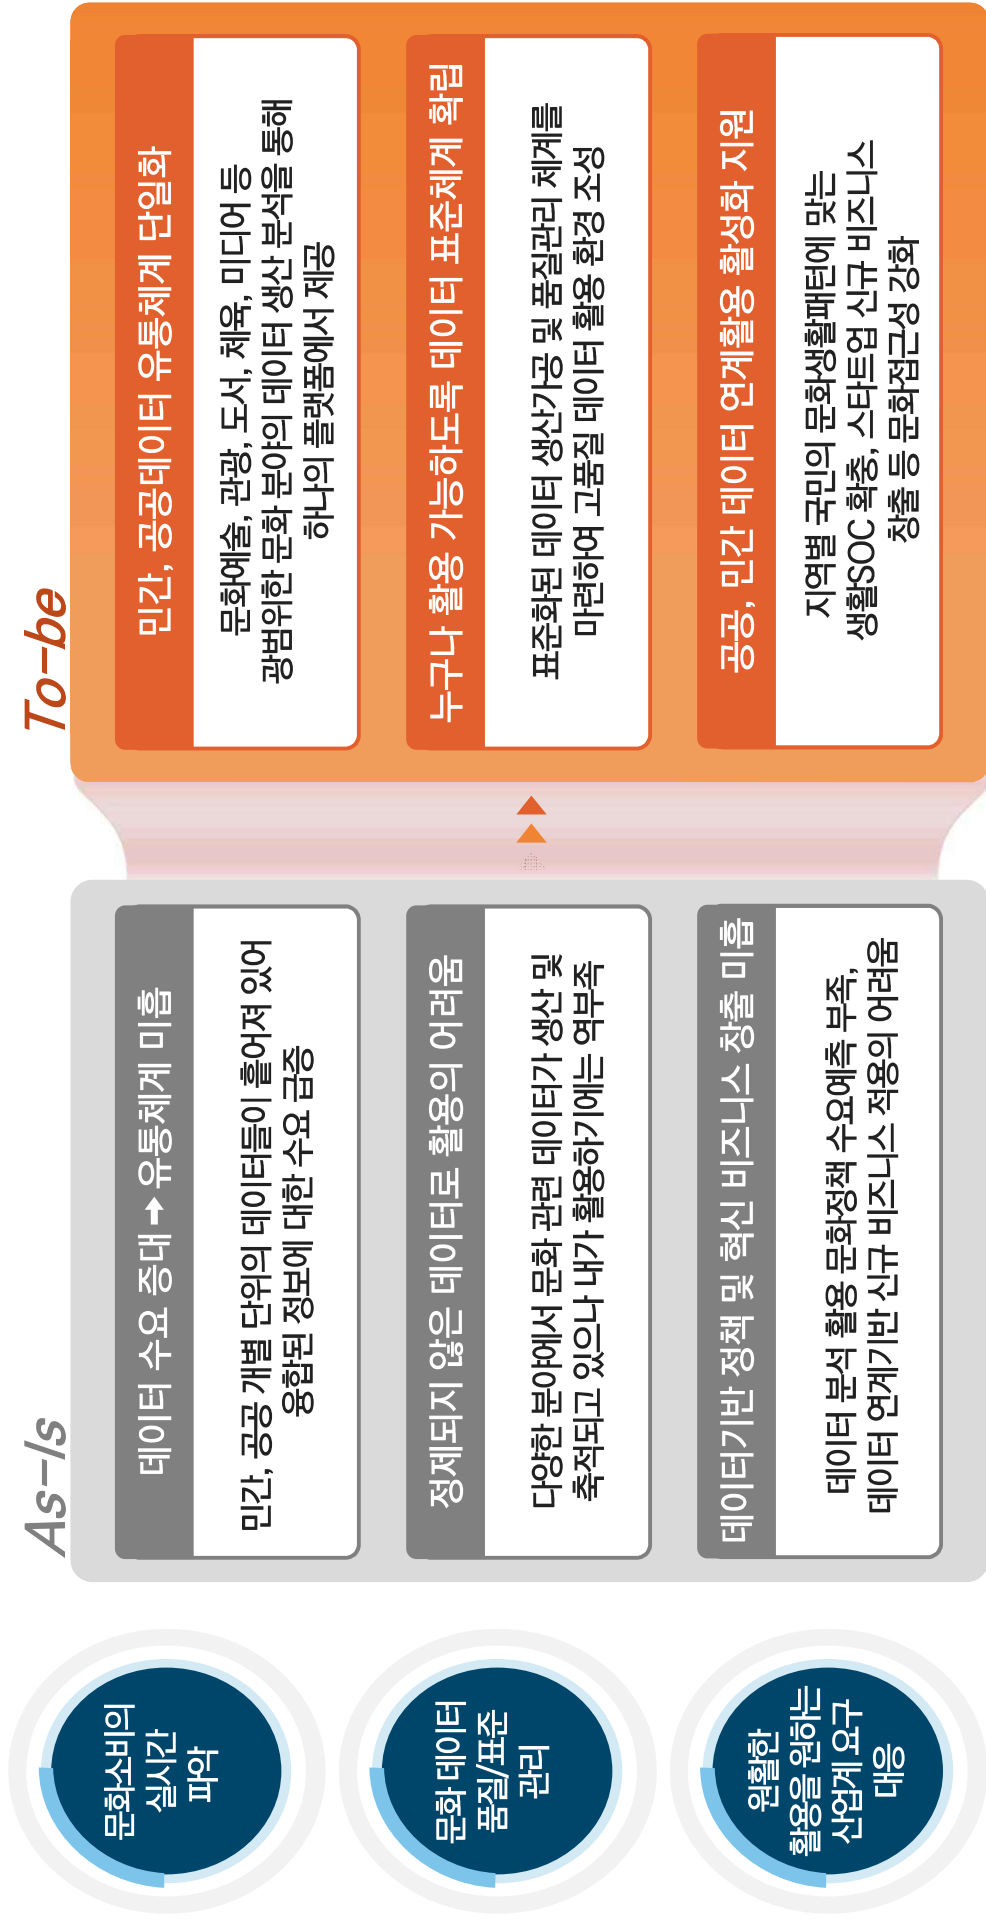 As-Is
To-be
문화소비의
실시간
파악
데이터 수요 증대 ➡ 유통체계 미흡
민간, 공공 개별 단위의 데이터들이 흩어져 있어
융합된 정보에 대한 수요 급증
민간, 공공데이터 유통체계 단일화
문화예술, 관광, 도서, 체육, 미디어 등
광범위한 문화 분야의 데이터 생산 분석을 통해
하나의 플랫폼에서 제공
문화 데이터
품질/표준
관리
정제되지 않은 데이터로 활용의 어려움
다양한 분야에서 문화 관련 데이터가 생산 및
축적되고 있으나 내가 활용하기에는 역부족
누구나 활용 가능하도록 데이터 표준체계 확립
표준화된 데이터 생산가공 및 품질관리 체계를
마련하여 고품질 데이터 활용 환경 조성
원활한
활용을 원하는
산업계 요구
대응
데이터기반 정책 및 혁신 비즈니스 창출 미흡
데이터 분석 활용 문화정책 수요예측 부족,
데이터 연계기반 신규 비즈니스 적용의 어려움
공공, 민간 데이터 연계활용 활성화 지원
지역별 국민의 문화생활패턴에 맞는
생활SOC 확충, 스타트업 신규 비즈니스
창출 등 문화접근성 강화